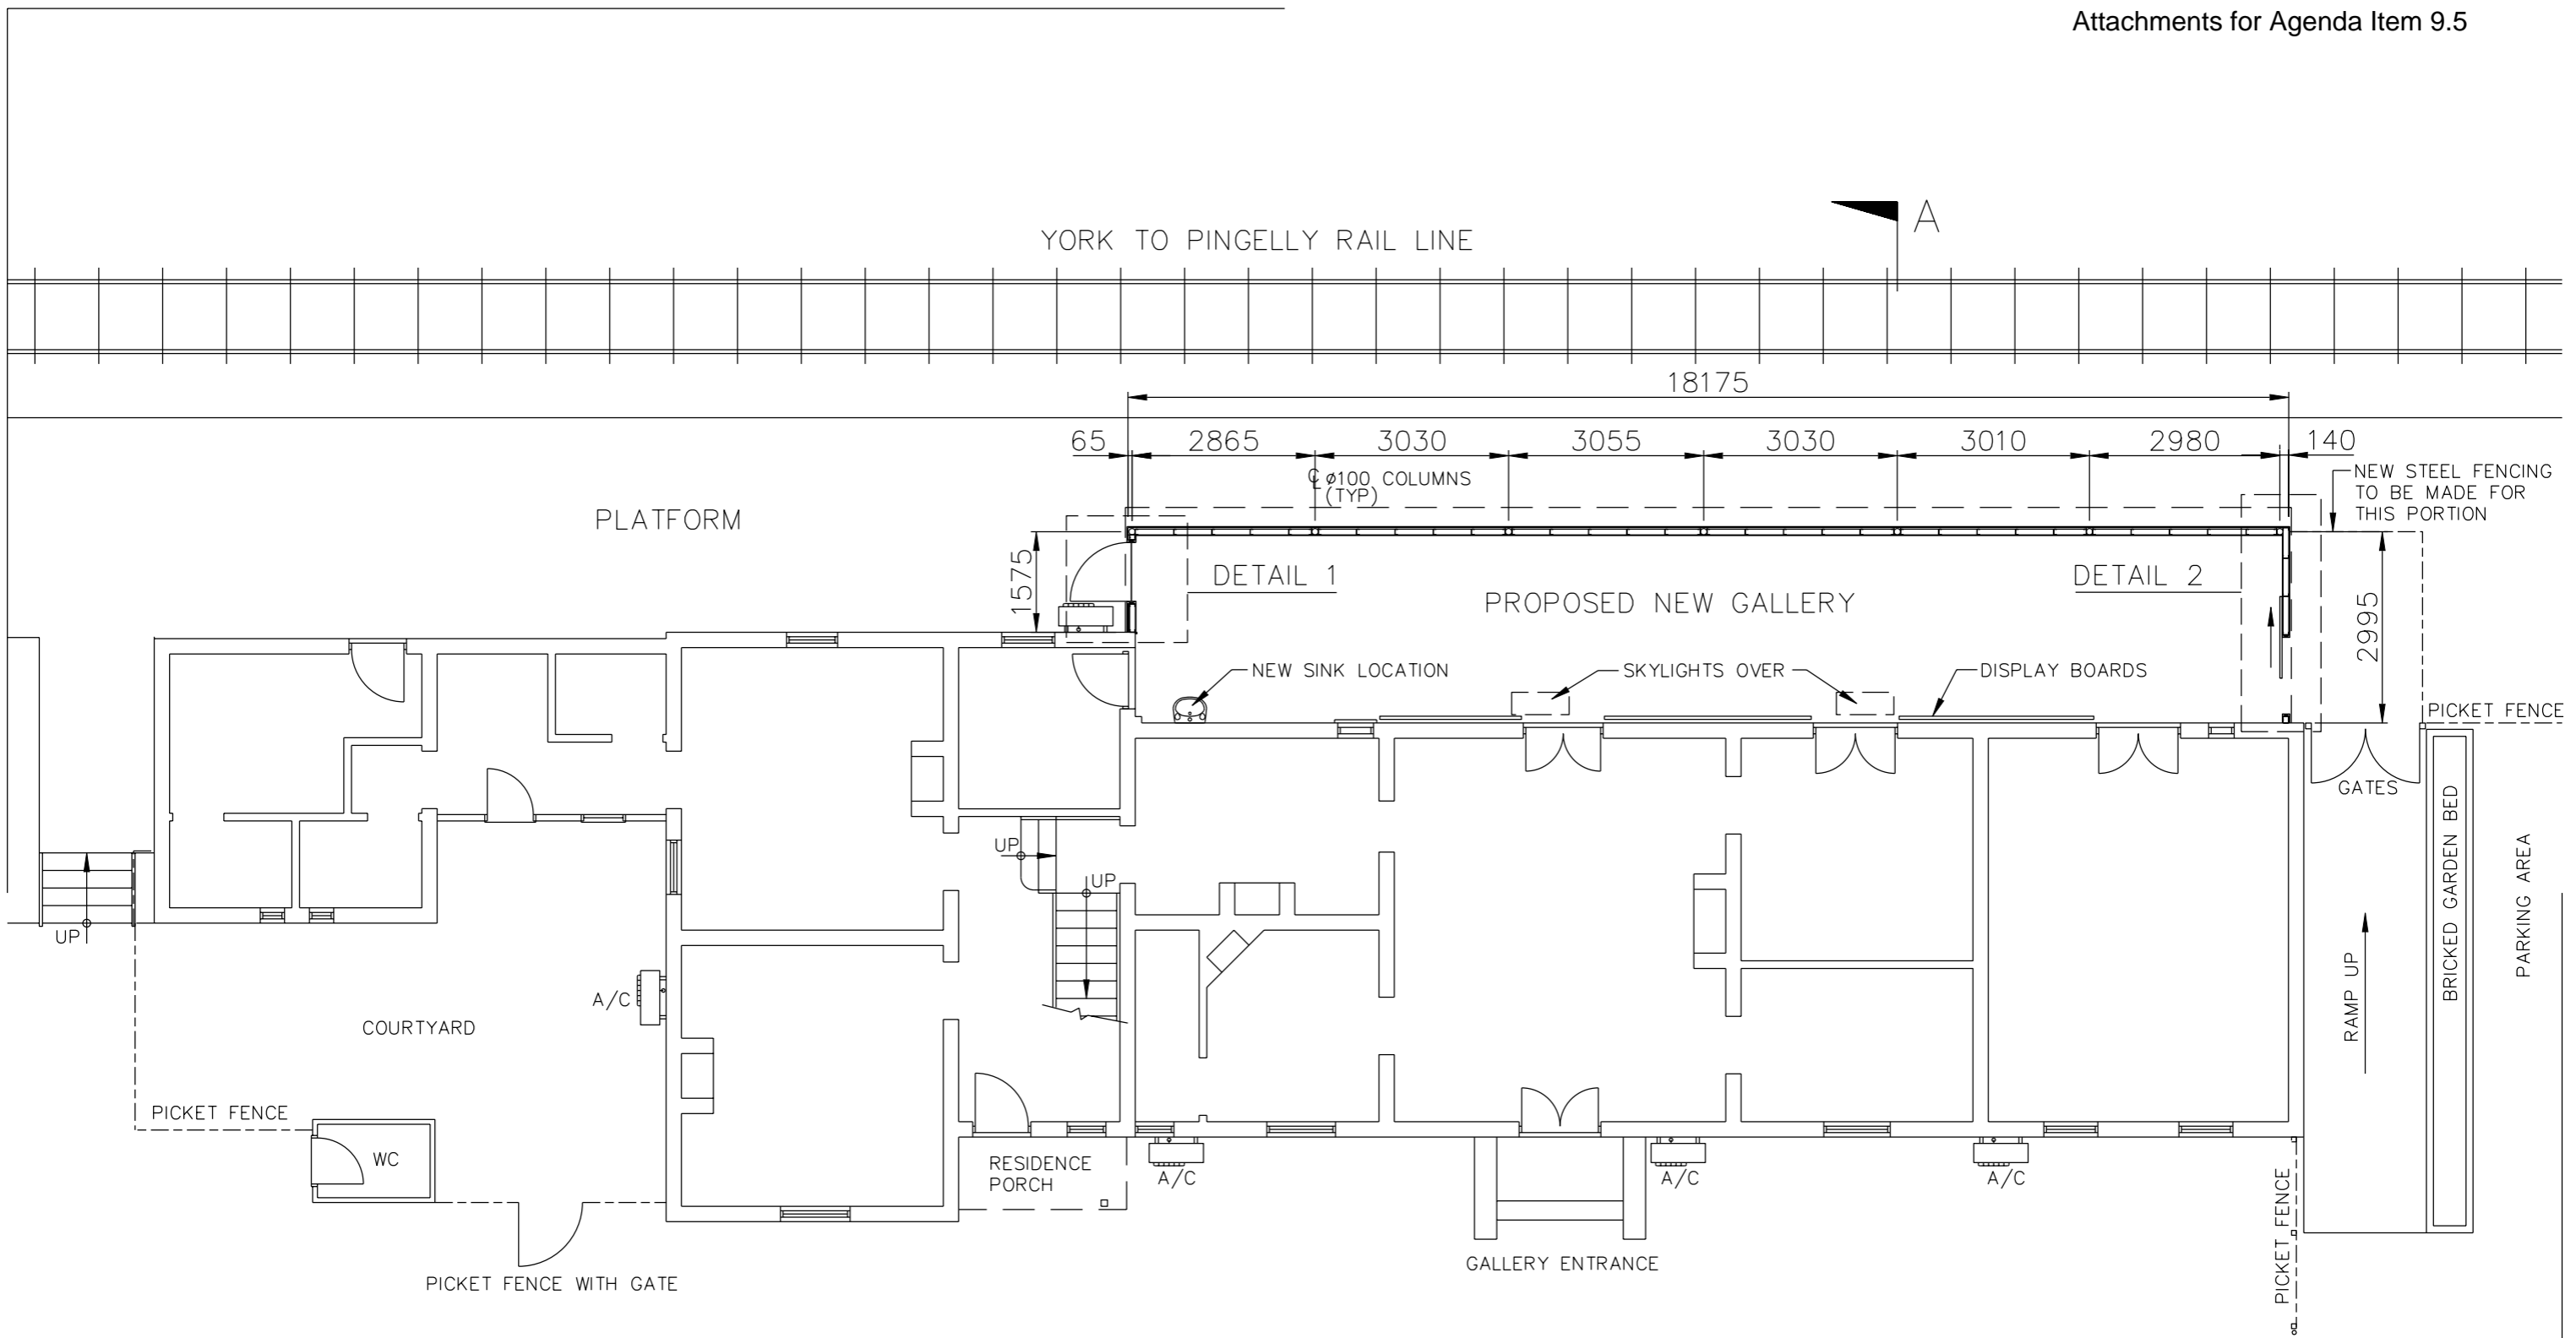 Attachments for Agenda Item 9.5
A
YORK TO PINGELLY RAIL LINE
18175
65 2865 3030 3055 3030 3010 2980 140
℄ ø100 COLUMNS
(TYP)
NEW STEEL FENCING
TO BE MADE FOR
THIS PORTION
PLATFORM
1575
DETAIL 1
DETAIL 2
PROPOSED NEW GALLERY
2995
NEW SINK LOCATION
SKYLIGHTS OVER
DISPLAY BOARDS
PICKET FENCE
GATES
UP
UP
UP
BRICKED GARDEN BED
PARKING AREA
RAMP UP
A/C
COURTYARD
PICKET FENCE
WC
RESIDENCE
PORCH
A/C
A/C
A/C
PICKET FENCE
GALLERY ENTRANCE
PICKET FENCE WITH GATE